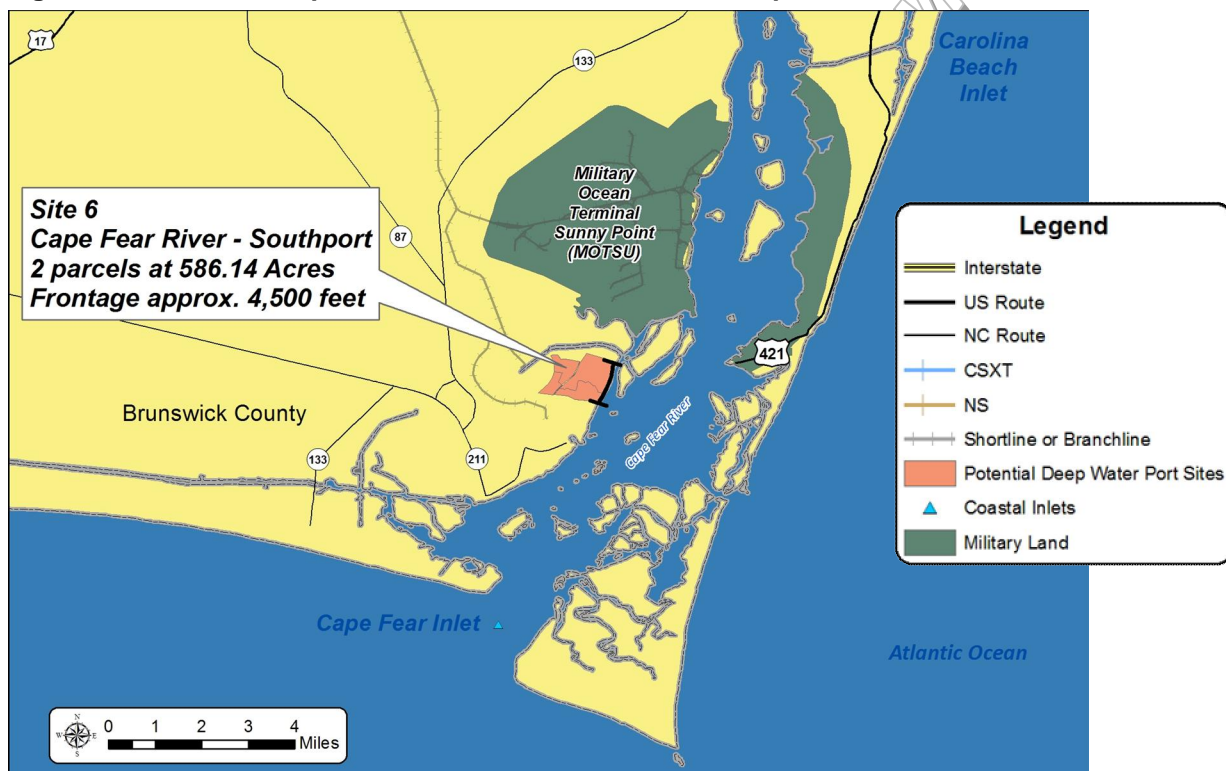 17
133
Carolina
Beach
Inlet
Military
Ocean
Terminal
Sunny Point
(MOTSU)
Site 6
Cape Fear River - Southport
2 parcels at 586.14 Acres
Frontage approx. 4,500 feet
87
Legend
Interstate
US Route
NC Route
CSXT
NS
Shortline or Branchline
Potential Deep Water Port Sites
Coastal Inlets
Military Land
421
Brunswick County
Cape Fear River
133
211
Cape Fear Inlet
Atlantic Ocean
N
W
E
S
0 1 2 3 4
Miles